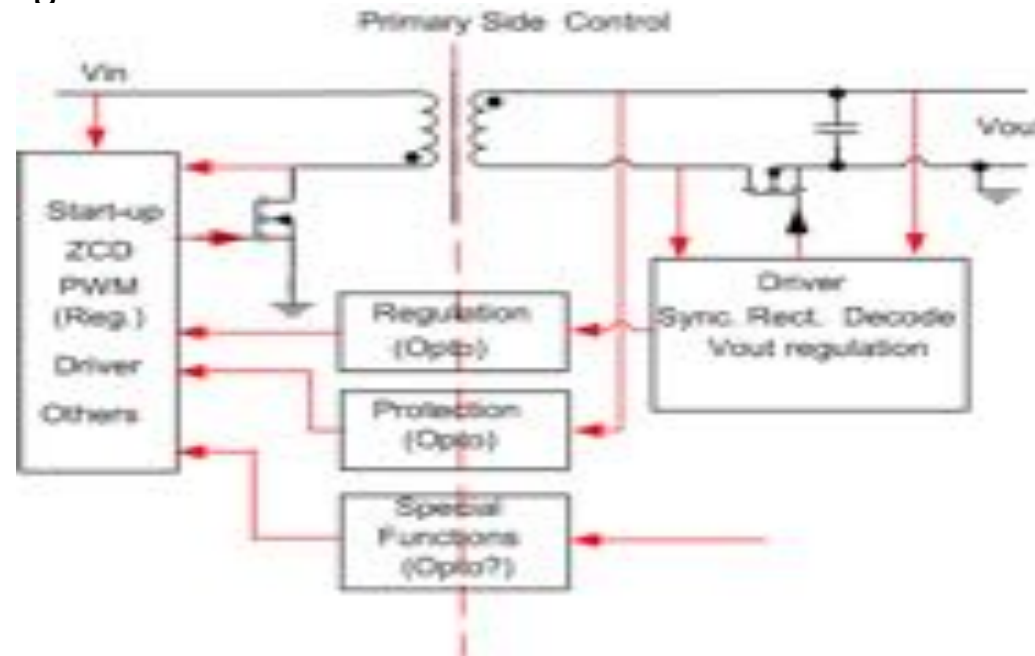 Primary Side Control
Vin
Vout
Start-up
ZCD
PWM
(Reg.)
Driver
Others
Regulation
(Opto)
Protection
(Opto)
Special
Functions
(Opto?)
Driver
Sync. Rect. Decode
Vout regulation